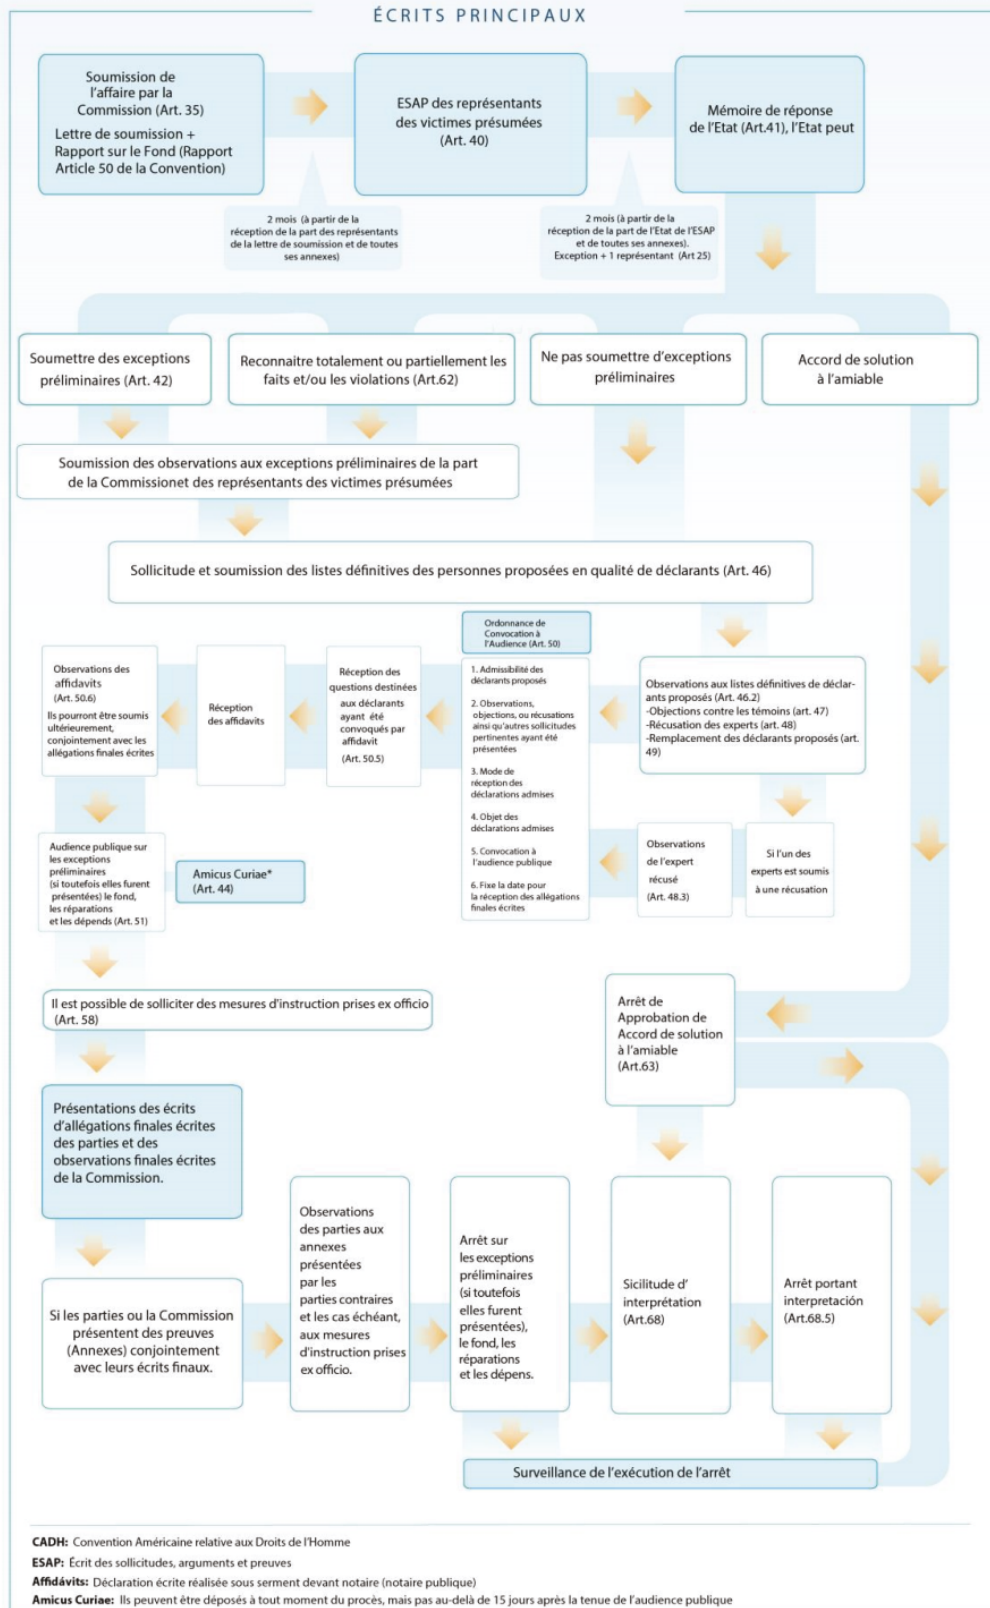 ÉCRITS PRINCIPAUX
Soumission de
l'affaire par la
Commission (Art. 35)
Lettre de soumission +
Rapport sur le Fond (Rapport
Article 50 de la Convention)
ESAP des représentants
des victimes présumées
(Art. 40)
Mémoire de réponse
de l'Etat (Art.41), l'Etat peut
2 mois (à partir de la
réception de la part des représentants
de la lettre de soumission et de toutes
ses annexes)
2 mois (à partir de la
réception de la part de l'Etat de l'ESAP
et de toutes ses annexes).
Exception + 1 représentant (Art 25)
Soumettre des exceptions
préliminaires (Art. 42)
Reconnaitre totalement ou partiellement les
faits et/ou les violations (Art.62)
Ne pas soumettre d'exceptions
préliminaires
Accord de solution
à l'amiable
Soumission des observations aux exceptions préliminaires de la part
de la Commissionet des représentants des victimes présumées
Sollicitude et soumission des listes définitives des personnes proposées en qualité de déclarants (Art. 46)
Observations des
affidavits
(Art. 50.6)
Ils pourront être soumis
ultérieurement,
conjointement avec les
allégations finales écrites
Réception
des affidavits
Réception des
questions destinées
aux déclarants
ayant été
convoqués par
affidavit
(Art. 50.5)
Ordonnance de
Convocation à
l'Audience (Art. 50)
1. Admissibilité des
déclarants proposés
2. Observations,
objections, ou récusations
ainsi qu'autres sollicitudes
pertinentes ayant été
présentées
3. Mode de
réception des
déclarations admises
4. Objet des
déclarations admises
5. Convocation à
l'audience publique
6. Fixe la date pour
la réception des allégations
finales écrites
Observations aux listes définitives de déclar-
ants proposés (Art. 46.2)
-Objections contre les témoins (art. 47)
-Récusation des experts (art. 48)
-Remplacement des déclarants proposés (art.
49)
Observations
de l'expert
récusé
(Art. 48.3)
Si l'un des
experts est soumis
à une récusation
Audience publique sur
les exceptions
préliminaires
(si toutefois elles furent
présentées) le fond,
les réparations
et les dépends (Art. 51)
Amicus Curiae*
(Art. 44)
Il est possible de solliciter des mesures d'instruction prises ex officio
(Art. 58)
Arrêt de
Approbation de
Accord de solution
à l'amiable
(Art.63)
Présentations des écrits
d'allégations finales écrites
des parties et des
observations finales écrites
de la Commission.
Si les parties ou la Commission
présentent des preuves
(Annexes) conjointement
avec leurs écrits finaux.
Observations
des parties aux
annexes
présentées
par les
parties contraires
et les cas échéant,
aux mesures
d'instruction prises
ex officio.
Arrêt sur
les exceptions
préliminaires
(si toutefois
elles furent
présentées),
le fond, les
réparations
et les dépens.
Sicilitude d'
interprétation
(Art.68)
Arrêt portant
interpretación
(Art.68.5)
Surveillance de l'exécution de l'arrêt
CADH: Convention Américaine relative aux Droits de l'Homme
ESAP: Écrit des sollicitudes, arguments et preuves
Affidávits: Déclaration écrite réalisée sous serment devant notaire (notaire publique)
Amicus Curiae: Ils peuvent être déposés à tout moment du procès, mais pas au-delà de 15 jours après la tenue de l'audience publique